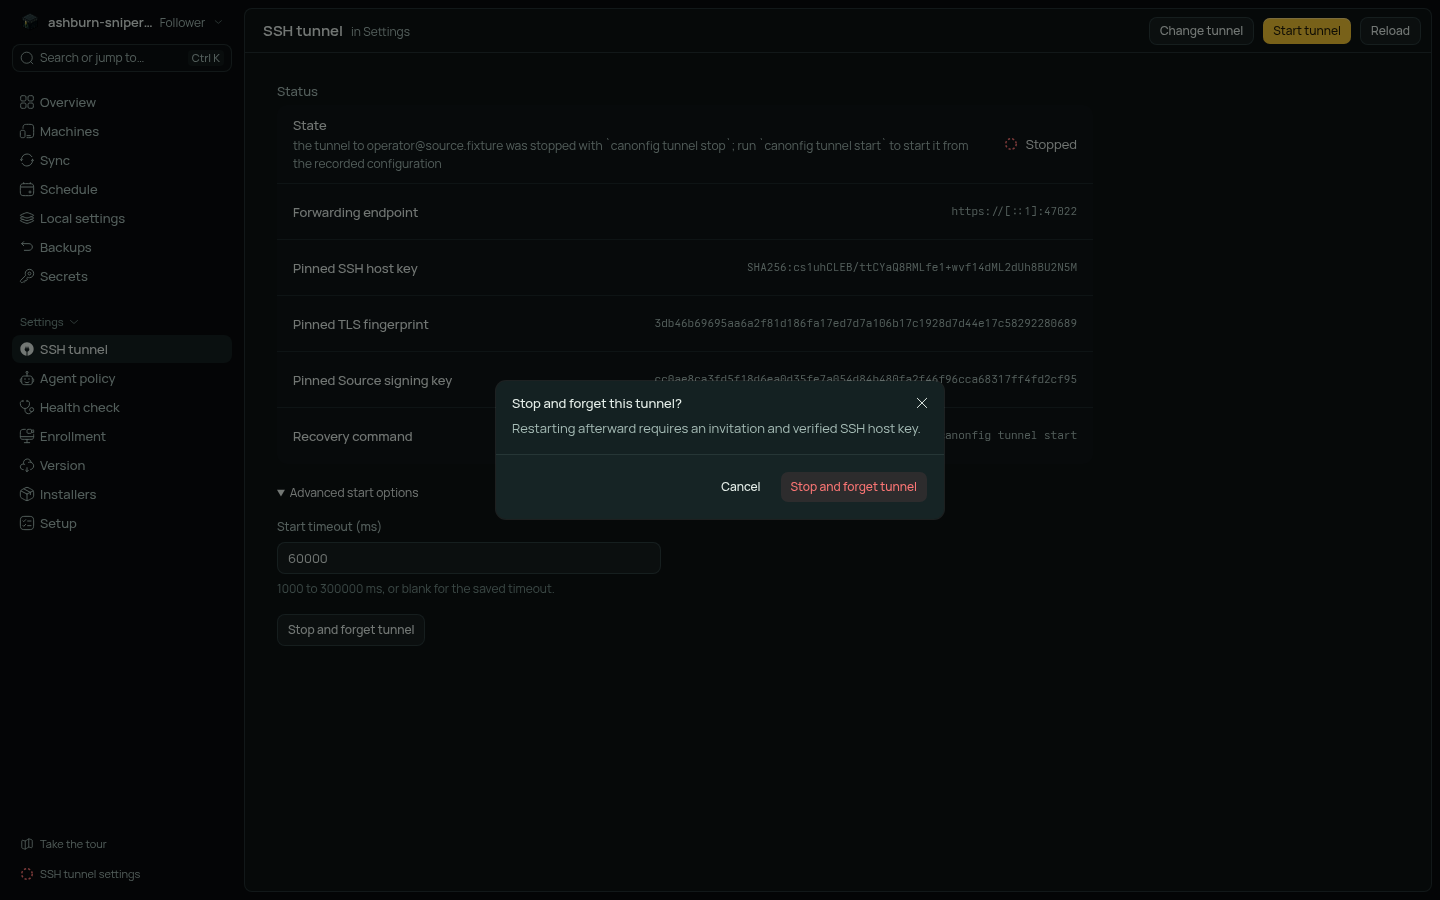 ashburn-sniper... Follower
Search or jump to... Ctrl K
Overview
Machines
Sync
Schedule
Local settings
Backups
Secrets
Settings
SSH tunnel
Agent policy
Health check
Enrollment
Version
Installers
Setup
Take the tour
SSH tunnel settings
SSH tunnel in Settings
Change tunnel
Start tunnel
Reload
Status
State
the tunnel to operator@source.fixture was stopped with `canonfig tunnel stop`; run `canonfig tunnel start` to start it from
the recorded configuration
Stopped
Forwarding endpoint
https://[::1]:47022
Pinned SSH host key
SHA256:cs1uhCLEB/ttCYaQ8RMLfe1+wvf14dML2dUh8BU2N5M
Pinned TLS fingerprint
3db46b69695aa6a2f81d186fa17ed7d7a106b17c1928d7d44e17c58292280689
Pinned Source signing key
cc0ae8ca3fd5f18d6ea0d35fe7a054d84b480fa2f46f96cca68317ff4fd2cf95
Recovery command
anonfig tunnel start
Stop and forget this tunnel?
Restarting afterward requires an invitation and verified SSH host key.
Cancel
Stop and forget tunnel
Advanced start options
Start timeout (ms)
60000
1000 to 300000 ms, or blank for the saved timeout.
Stop and forget tunnel